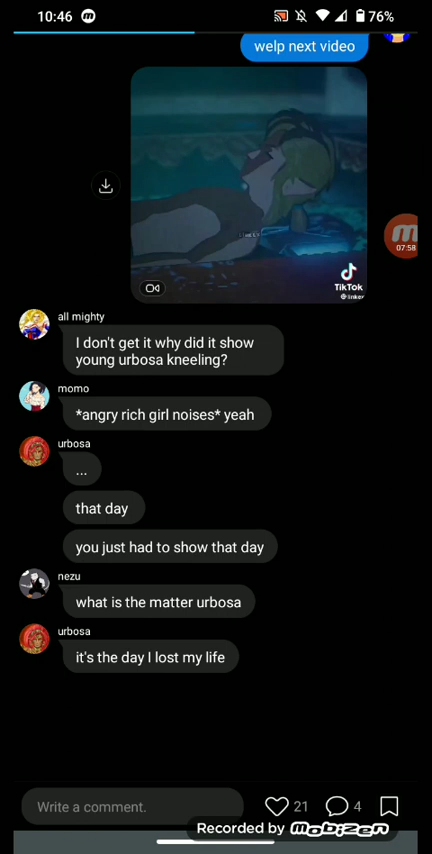 10:46
76%
welp next video
TikTok
@linker
07:58
all mighty
I don't get it why did it show
young urbosa kneeling?
momo
*angry rich girl noises* yeah
urbosa
...
that day
you just had to show that day
nezu
what is the matter urbosa
urbosa
it's the day I lost my life
Write a comment.
21
4
Recorded by mobizen